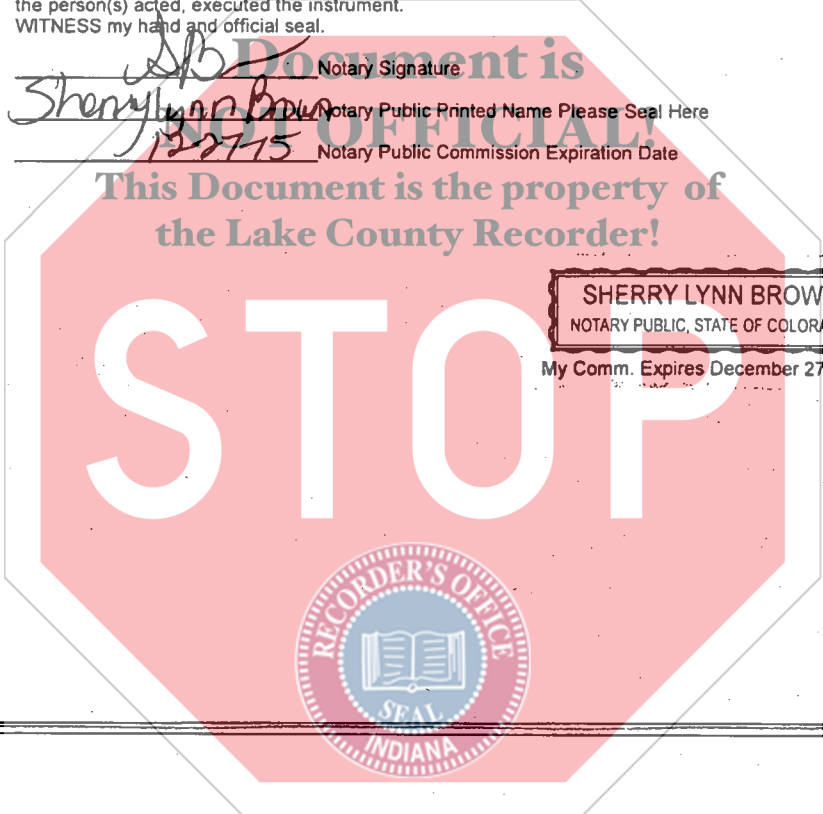 the person(s) acted, executed the instrument.
WITNESS my hand and official seal.
Document is
SB Notary Signature
Sherry Lynn Brown Notary Public Printed Name Please Seal Here
NOT OFFICIAL!
12-27-15 Notary Public Commission Expiration Date
This Document is the property of
the Lake County Recorder!
SHERRY LYNN BROW
NOTARY PUBLIC, STATE OF COLORA
My Comm. Expires December 27
STOP
RECORDER'S OFFICE
SEAL
INDIANA